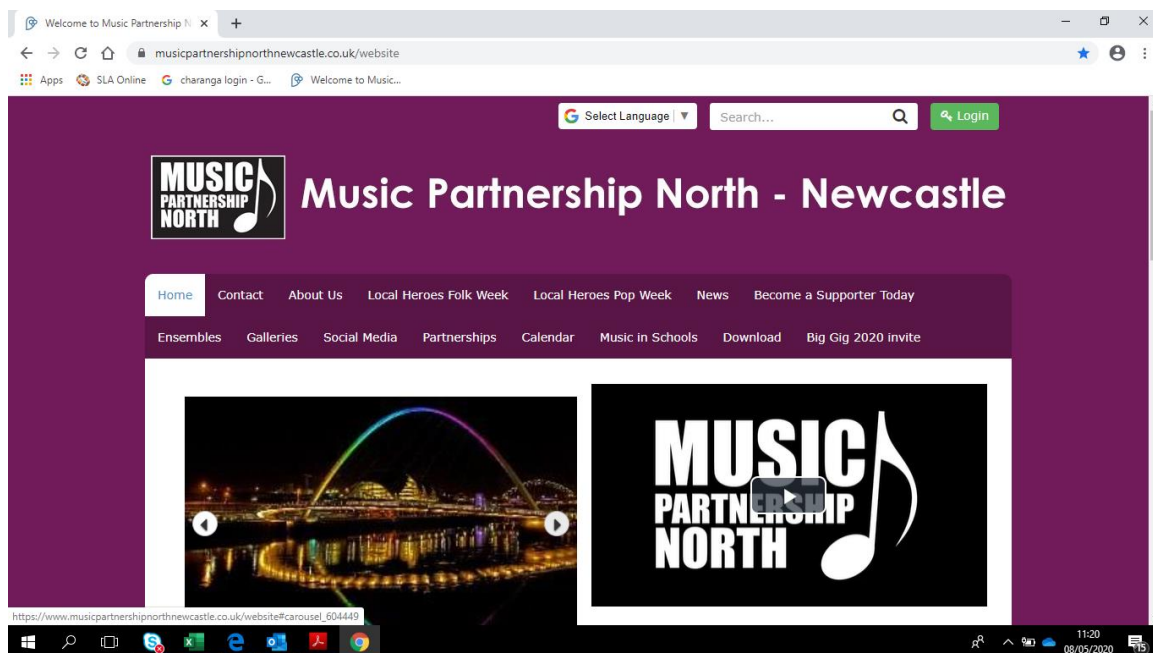 Welcome to Music Partnership N
musicpartnershipnorthnewcastle.co.uk/website
Apps SLA Online charanga login - G... Welcome to Music...
Select Language ▼ Search... Login
MUSIC
PARTNERSHIP
NORTH
Music Partnership North - Newcastle
Home Contact About Us Local Heroes Folk Week Local Heroes Pop Week News Become a Supporter Today
Ensembles Galleries Social Media Partnerships Calendar Music in Schools Download Big Gig 2020 invite
MUSIC
PARTNERSHIP
NORTH
https://www.musicpartnershipnorthnewcastle.co.uk/website#carousel_604449
11:20
08/05/2020
15